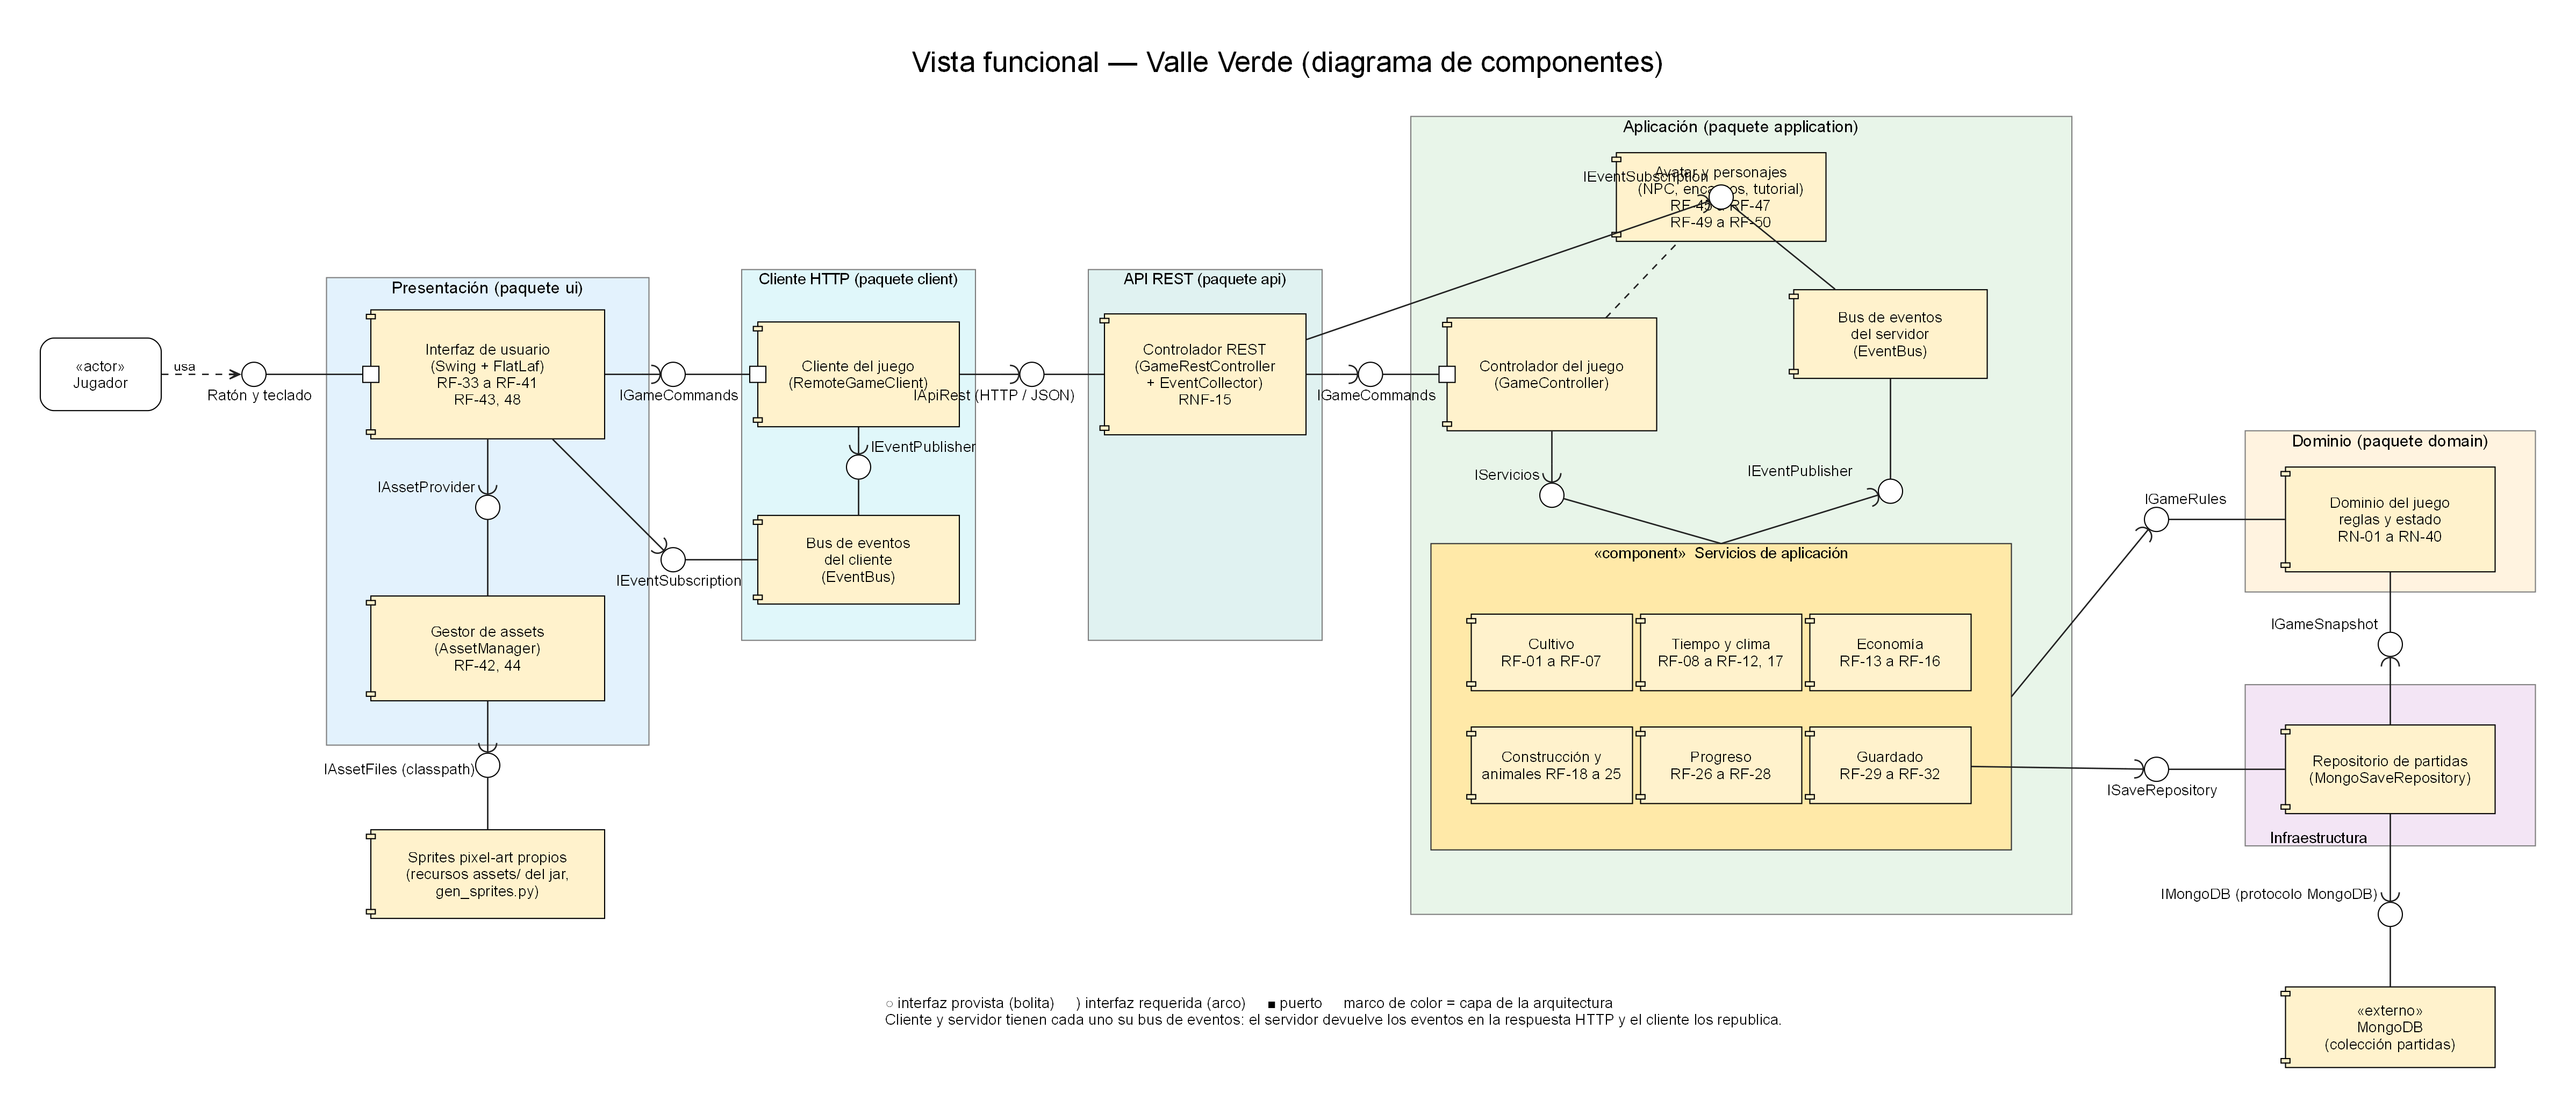 Vista funcional — Valle Verde (diagrama de componentes)
«actor»
Jugador
usa
Ratón y teclado
Presentación (paquete ui)
Interfaz de usuario
(Swing + FlatLaf)
RF-33 a RF-41
RF-43, 48
IAssetProvider
Gestor de assets
(AssetManager)
RF-42, 44
IAssetFiles (classpath)
Sprites pixel-art propios
(recursos assets/ del jar,
gen_sprites.py)
IGameCommands
IEventSubscription
Cliente HTTP (paquete client)
Cliente del juego
(RemoteGameClient)
IEventPublisher
Bus de eventos
del cliente
(EventBus)
IApiRest (HTTP / JSON)
API REST (paquete api)
Controlador REST
(GameRestController
+ EventCollector)
RNF-15
IGameCommands
Aplicación (paquete application)
IEventSubscription
Avatar y personajes
(NPC, encargos, tutorial)
a RF-47
RF-49 a RF-50
Controlador del juego
(GameController)
Bus de eventos
del servidor
(EventBus)
IServicios
IEventPublisher
«component» Servicios de aplicación
Cultivo
RF-01 a RF-07
Tiempo y clima
RF-08 a RF-12, 17
Economía
RF-13 a RF-16
Construcción y
animales RF-18 a 25
Progreso
RF-26 a RF-28
Guardado
RF-29 a RF-32
IGameRules
Dominio (paquete domain)
Dominio del juego
reglas y estado
RN-01 a RN-40
IGameSnapshot
ISaveRepository
Repositorio de partidas
(MongoSaveRepository)
Infraestructura
IMongoDB (protocolo MongoDB)
«externo»
MongoDB
(colección partidas)
○ interfaz provista (bolita) ) interfaz requerida (arco) ■ puerto marco de color = capa de la arquitectura
Cliente y servidor tienen cada uno su bus de eventos: el servidor devuelve los eventos en la respuesta HTTP y el cliente los republica.